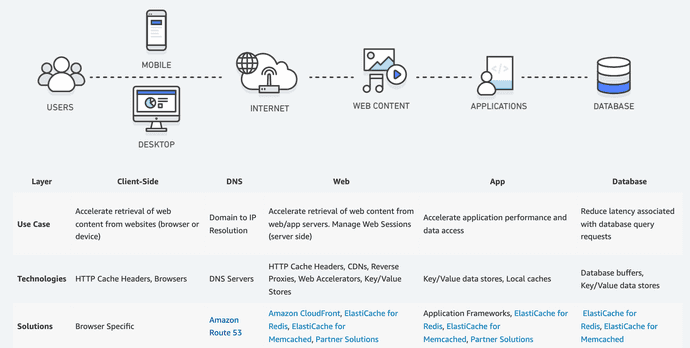 MOBILE
USERS
INTERNET
WEB CONTENT
APPLICATIONS
DATABASE
DESKTOP
Layer Client-Side DNS Web App Database
Use Case
Accelerate retrieval of web
content from websites (browser or
device)
Domain to IP
Resolution
Accelerate retrieval of web content from
web/app servers. Manage Web Sessions
(server side)
Accelerate application performance and
data access
Reduce latency associated
with database query
requests
Technologies
HTTP Cache Headers, Browsers
DNS Servers
HTTP Cache Headers, CDNs, Reverse
Proxies, Web Accelerators, Key/Value
Stores
Key/Value data stores, Local caches
Database buffers,
Key/Value data stores
Solutions
Browser Specific
Amazon
Route 53
Amazon CloudFront, ElastiCache for
Redis, ElastiCache for
Memcached, Partner Solutions
Application Frameworks, ElastiCache for
Redis, ElastiCache for
Memcached, Partner Solutions
ElastiCache for
Redis, ElastiCache for
Memcached